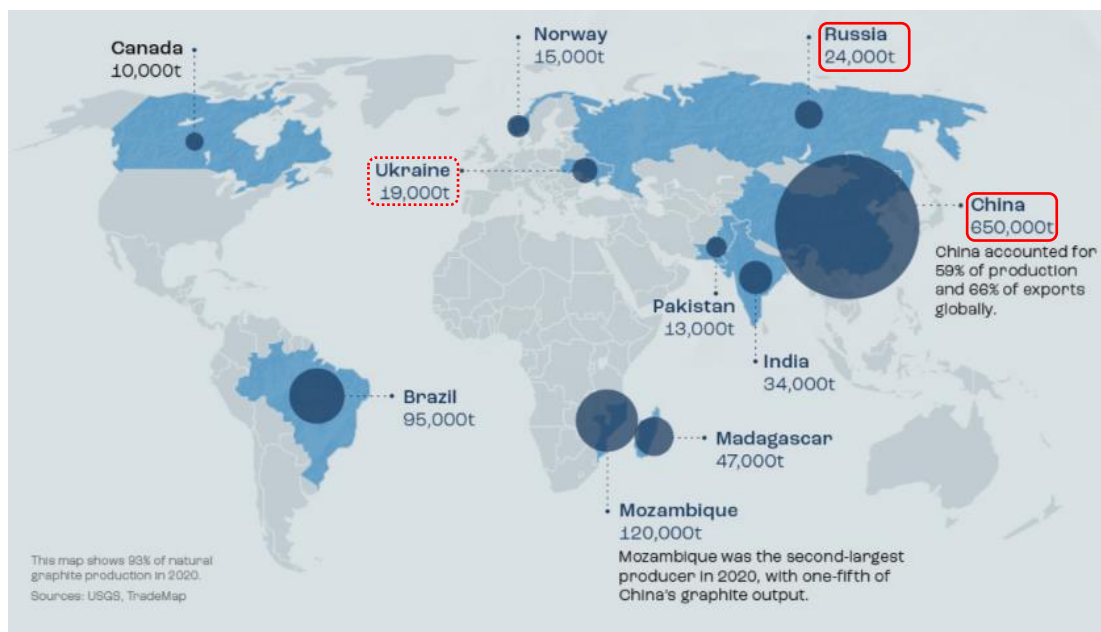 Canada
10,000t
Norway
15,000t
Russia
24,000t
Ukraine
19,000t
China
650,000t
China accounted for
59% of production
and 66% of exports
globally.
Pakistan
13,000t
India
34,000t
Brazil
95,000t
Madagascar
47,000t
Mozambique
120,000t
Mozambique was the second-largest
producer in 2020, with one-fifth of
China's graphite output.
This map shows 93% of natural
graphite production in 2020.
Sources: USGS, TradeMap